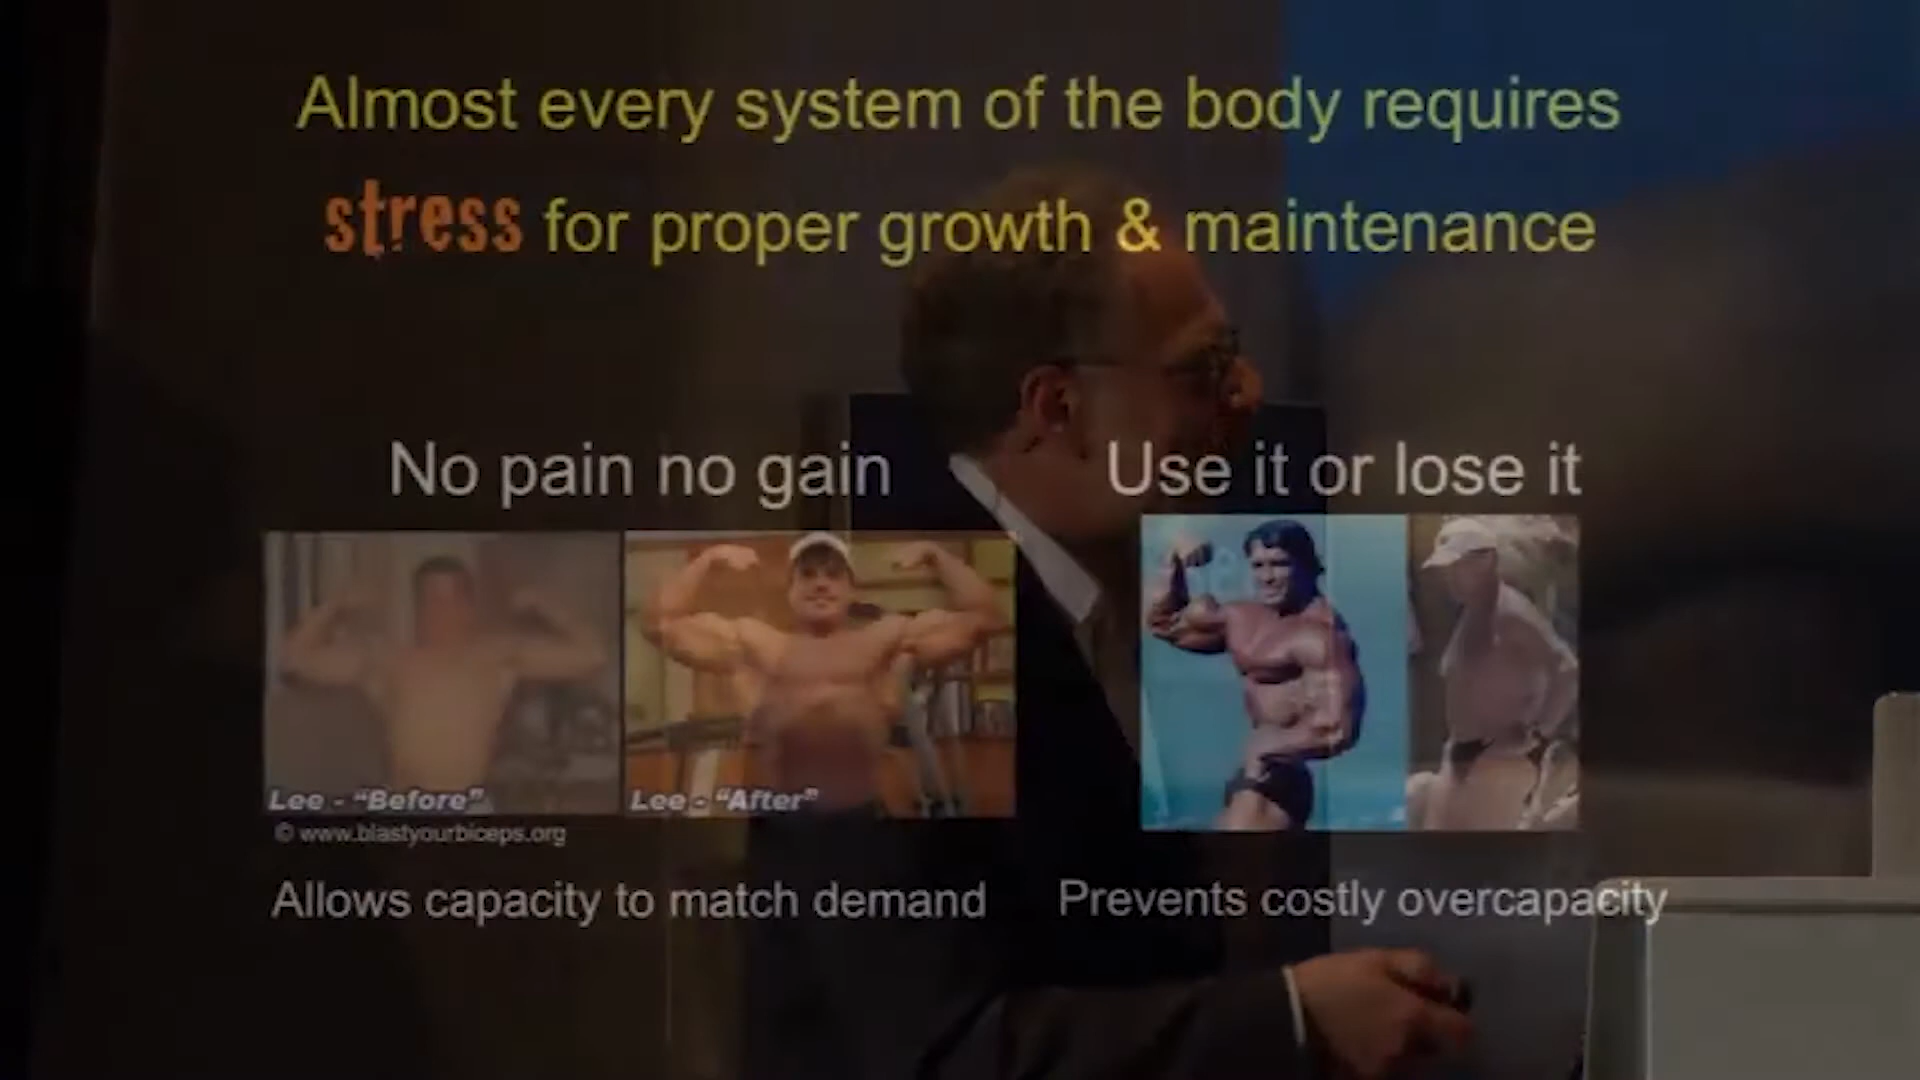 Almost every system of the body requires
stress for proper growth & maintenance
No pain no gain
Use it or lose it
Lee - "Before"
Lee - "After"
© www.blastyourbiceps.org
Allows capacity to match demand
Prevents costly overcapacity